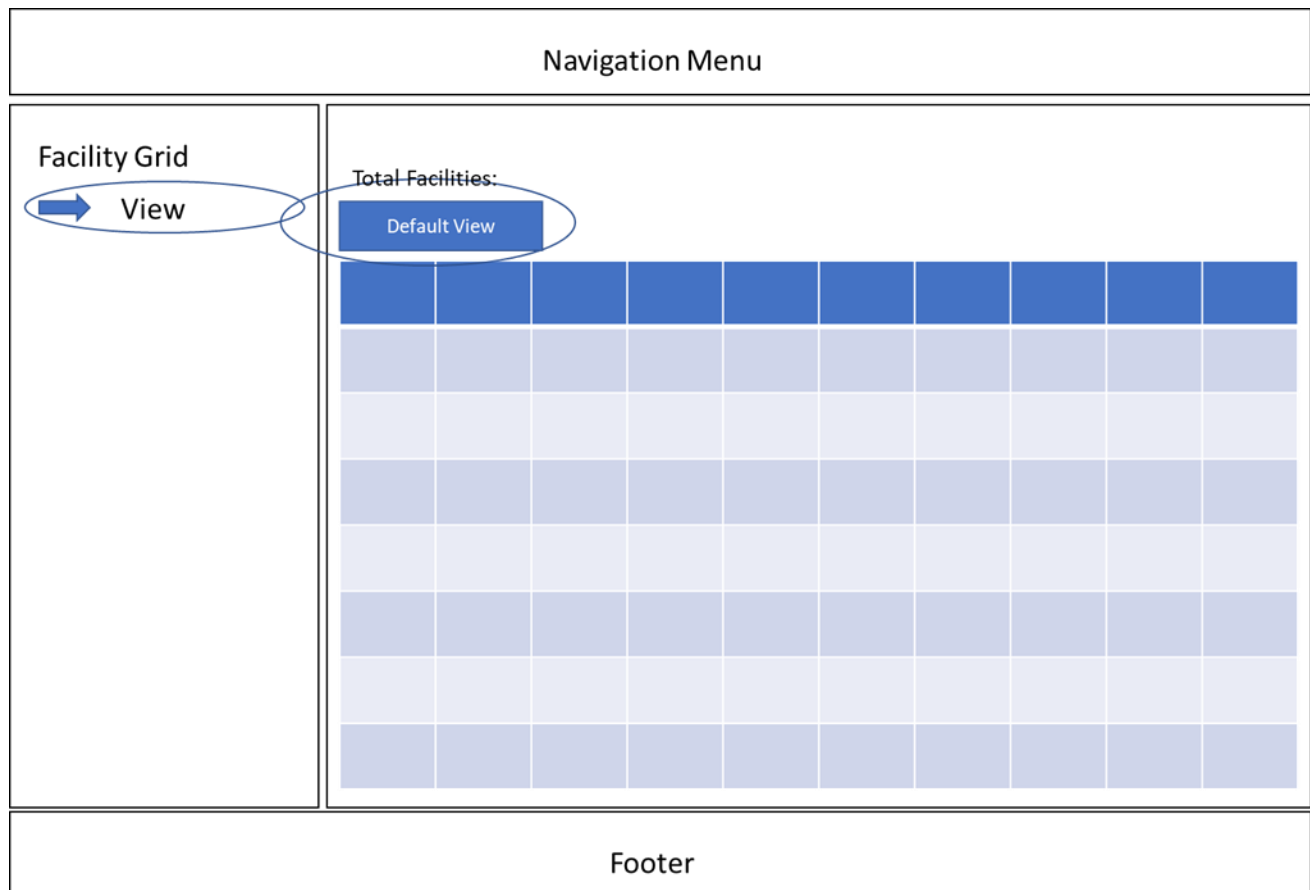 Navigation Menu
Facility Grid
View
Total Facilities:
Default View
Footer